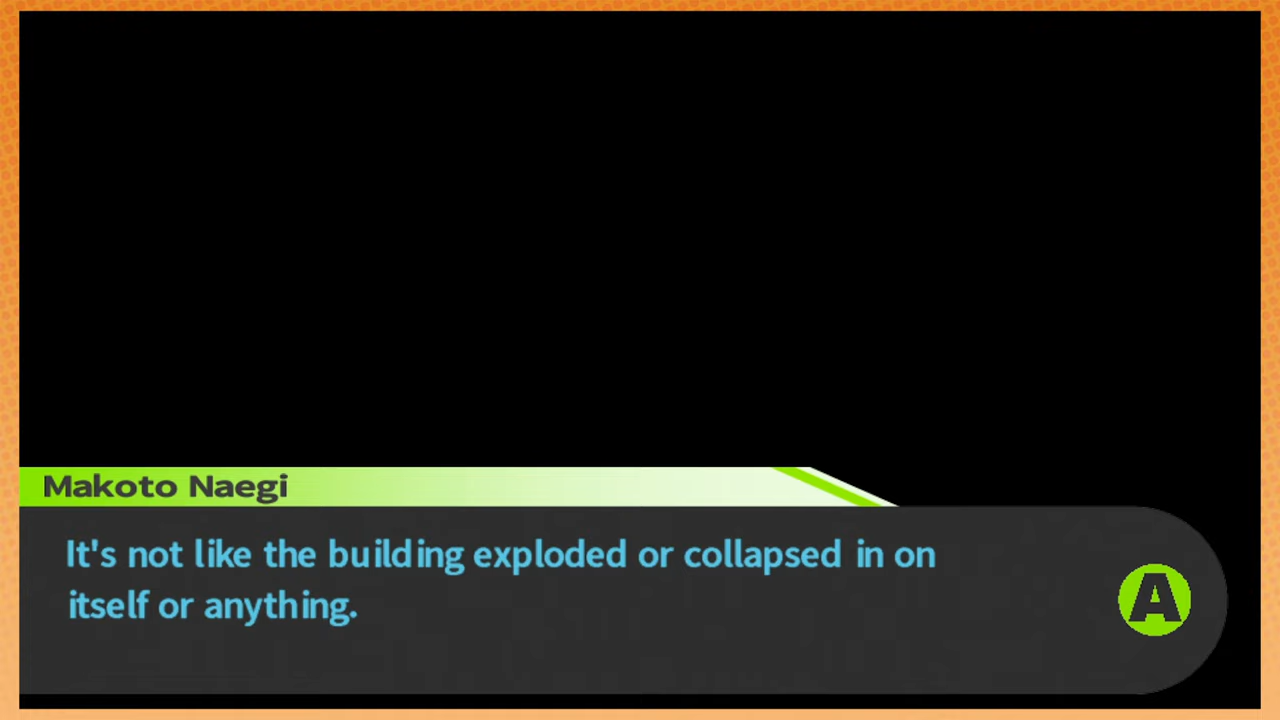 Makoto Naegi
It's not like the building exploded or collapsed in on
itself or anything.
A